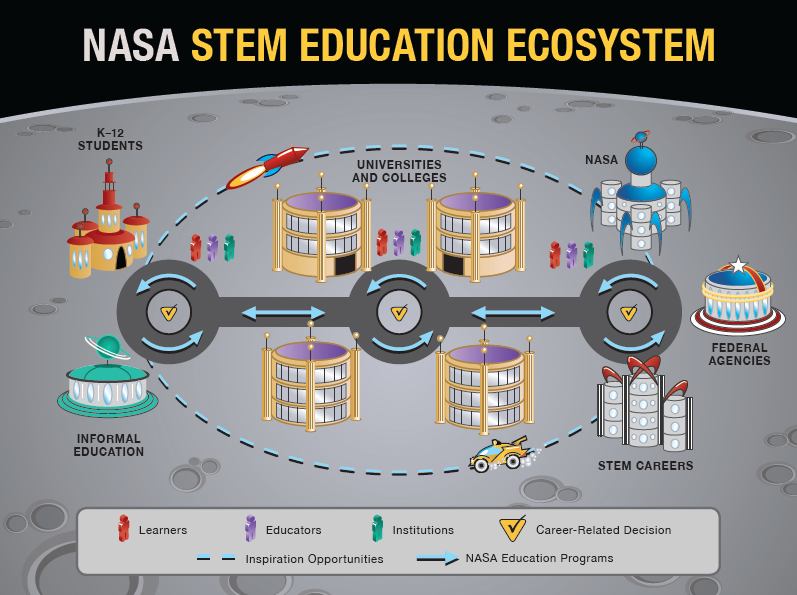 NASA STEM EDUCATION ECOSYSTEM
K–12
STUDENTS
UNIVERSITIES
AND COLLEGES
NASA
FEDERAL
AGENCIES
INFORMAL
EDUCATION
STEM CAREERS
Learners
Educators
Institutions
Career-Related Decision
Inspiration Opportunities
NASA Education Programs